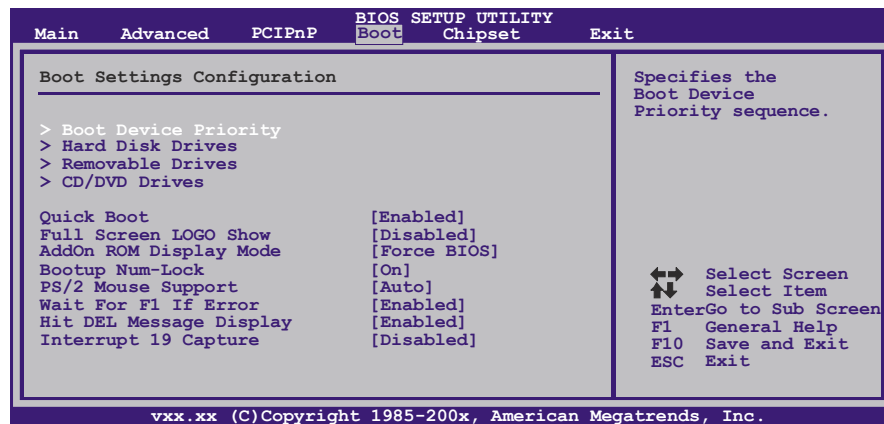 BIOS SETUP UTILITY
Main Advanced PCIPnP Boot Chipset Exit
Boot Settings Configuration
> Boot Device Priority
> Hard Disk Drives
> Removable Drives
> CD/DVD Drives
Quick Boot [Enabled]
Full Screen LOGO Show [Disabled]
AddOn ROM Display Mode [Force BIOS]
Bootup Num-Lock [On]
PS/2 Mouse Support [Auto]
Wait For F1 If Error [Enabled]
Hit DEL Message Display [Enabled]
Interrupt 19 Capture [Disabled]
Specifies the
Boot Device
Priority sequence.
Select Screen
Select Item
EnterGo to Sub Screen
F1 General Help
F10 Save and Exit
ESC Exit
vxx.xx (C)Copyright 1985-200x, American Megatrends, Inc.